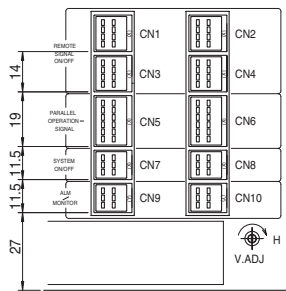 REMOTE
SIGNAL
ON/OFF
CN1
CN2
14
CN3
CN4
19
PARALLEL
OPERATION
SIGNAL
CN5
CN6
11.5
SYSTEM
ON/OFF
CN7
CN8
11.5
ALM
MONITOR
CN9
CN10
27
H
V.ADJ